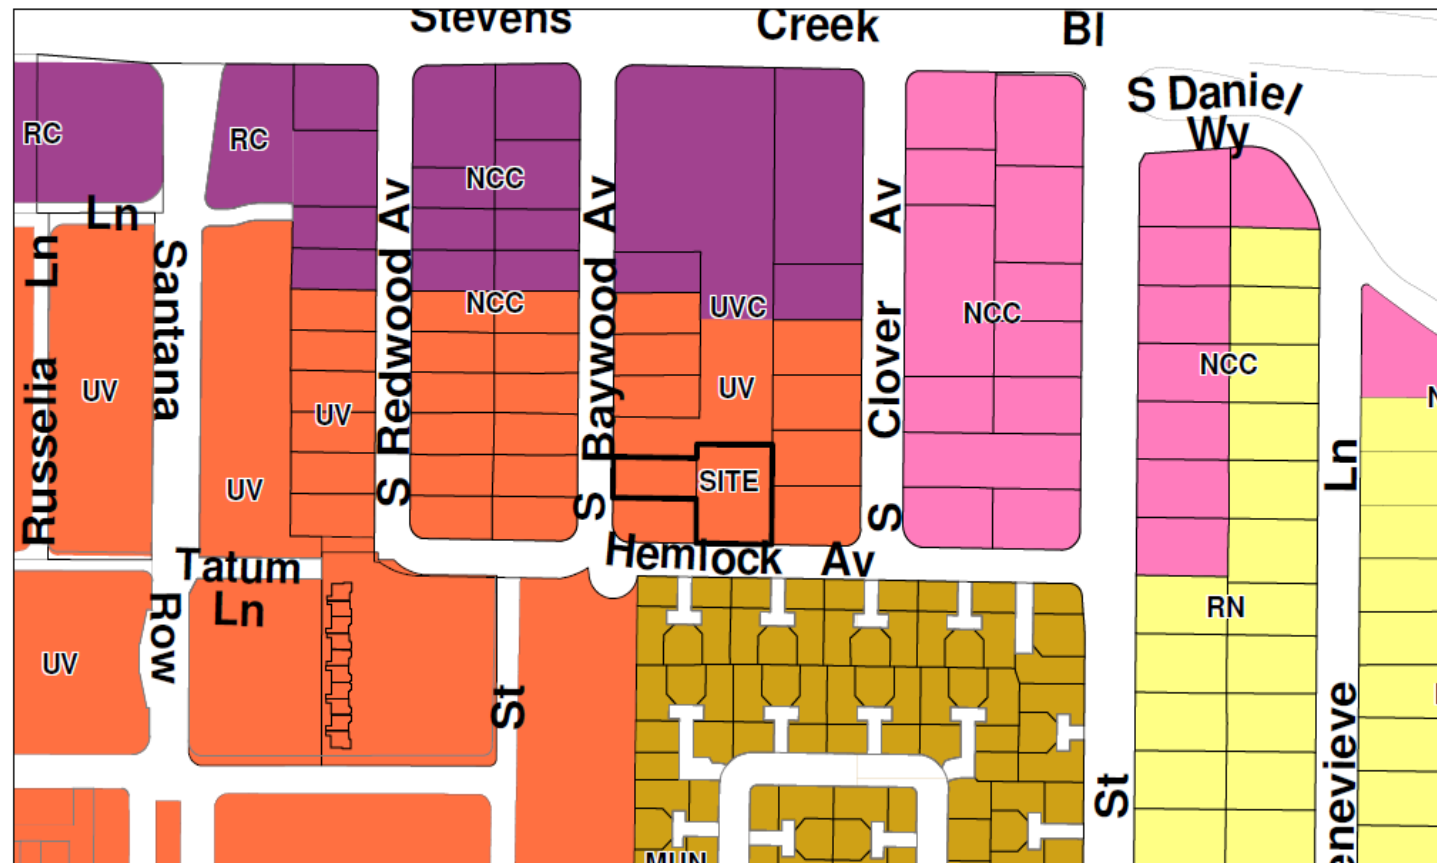 Stevens Creek Bl
S Daniel
Wy
RC
RC
Ln
NCC
NCC
UVC
NCC
NCC
UV
UV
UV
UV
UV
SITE
RN
Russelia Ln
Santana Row
S Redwood Av
S Baywood Av
S Clover Av
Hemlock Av
Tatum
Ln
St
St
enevieve Ln
MUN
N